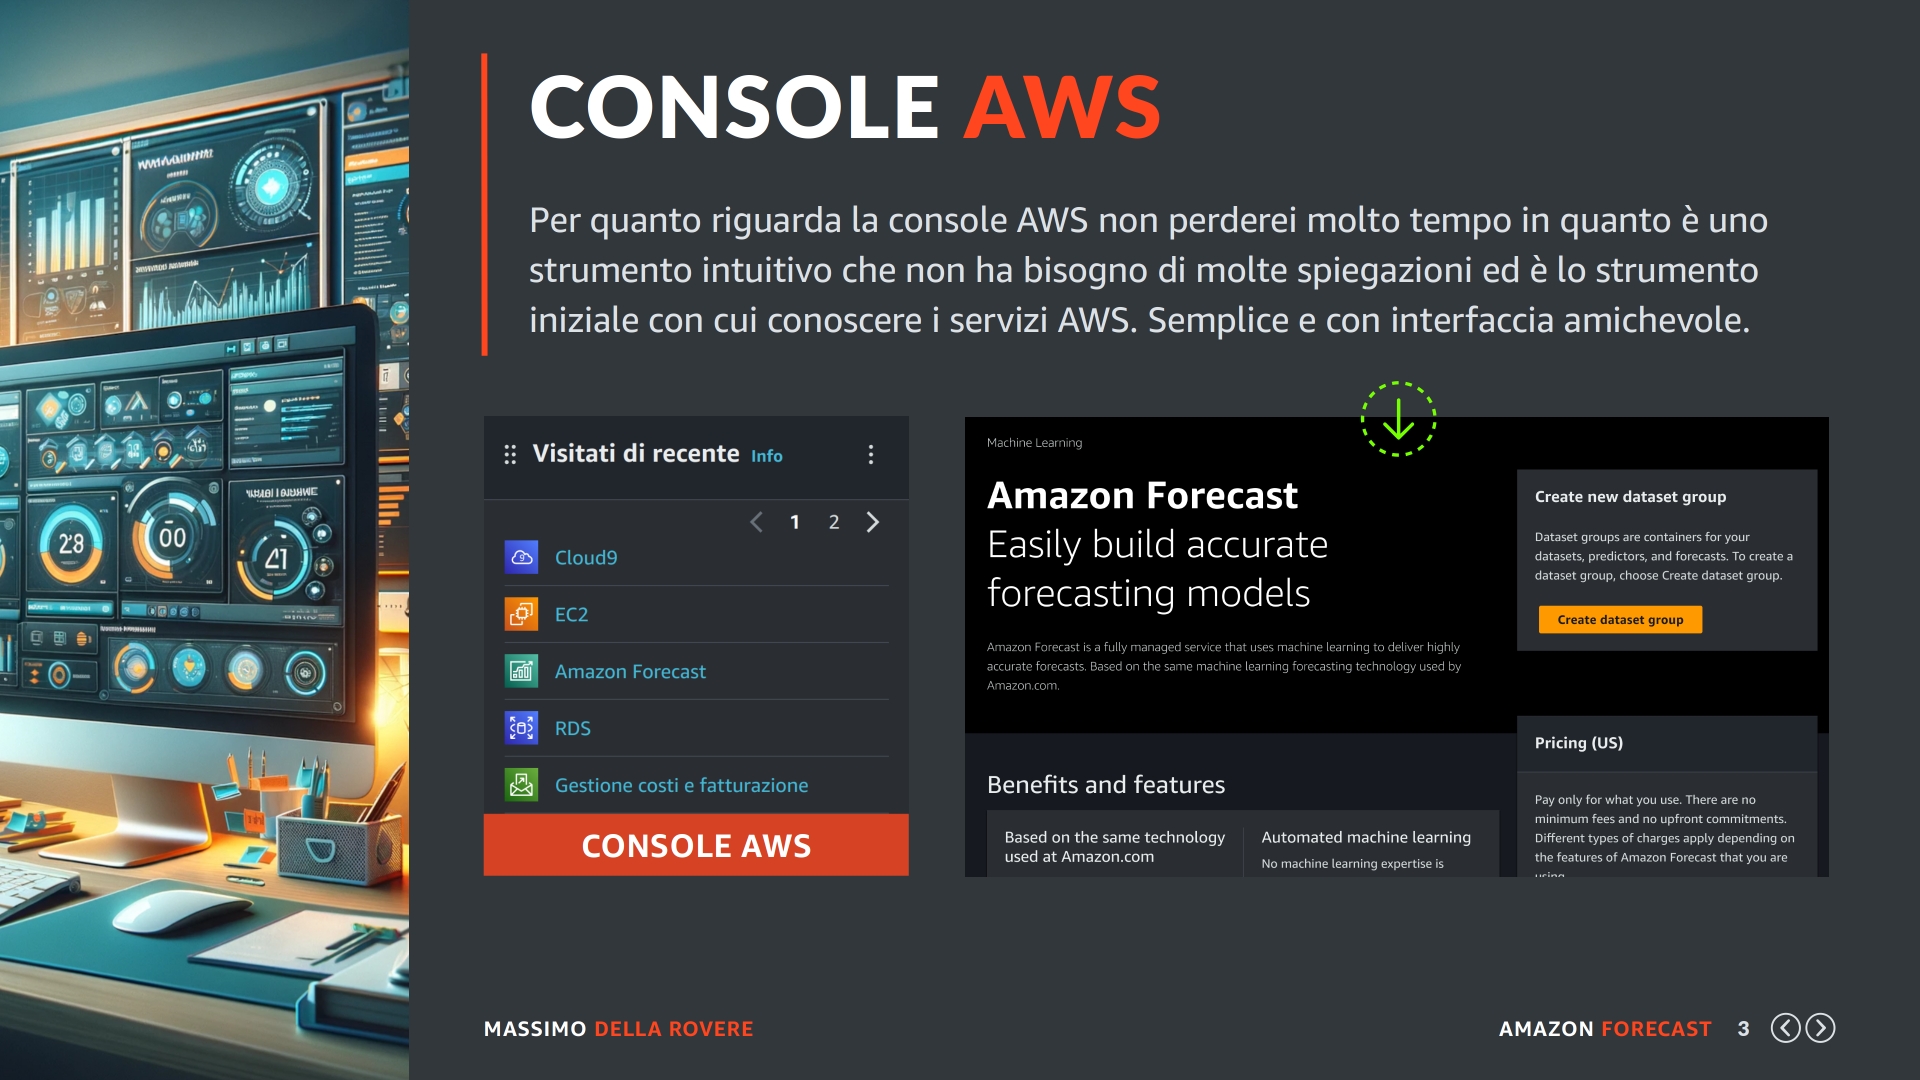 CONSOLE AWS
Per quanto riguarda la console AWS non perderei molto tempo in quanto è uno
strumento intuitivo che non ha bisogno di molte spiegazioni ed è lo strumento
iniziale con cui conoscere i servizi AWS. Semplice e con interfaccia amichevole.
Visitati di recente Info
1 2
Cloud9
EC2
Amazon Forecast
RDS
Gestione costi e fatturazione
CONSOLE AWS
Machine Learning
Amazon Forecast
Easily build accurate
forecasting models
Amazon Forecast is a fully managed service that uses machine learning to deliver highly
accurate forecasts. Based on the same machine learning forecasting technology used by
Amazon.com.
Create new dataset group
Dataset groups are containers for your
datasets, predictors, and forecasts. To create a
dataset group, choose Create dataset group.
Create dataset group
Benefits and features
Based on the same technology
used at Amazon.com
Automated machine learning
No machine learning expertise is
Pricing (US)
Pay only for what you use. There are no
minimum fees and no upfront commitments.
Different types of charges apply depending on
the features of Amazon Forecast that you are
using
MASSIMO DELLA ROVERE
AMAZON FORECAST 3